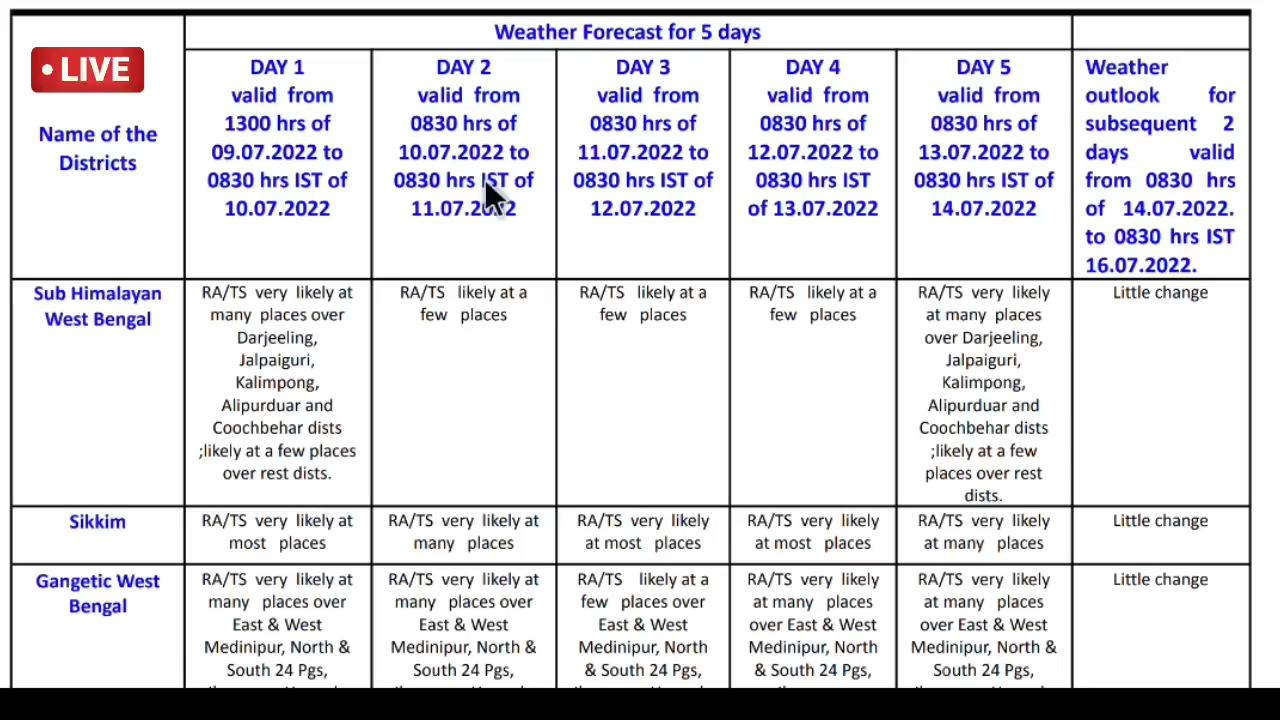 Weather Forecast for 5 days
• LIVE
Name of the
Districts
DAY 1
valid from
1300 hrs of
09.07.2022 to
0830 hrs IST of
10.07.2022
DAY 2
valid from
0830 hrs of
10.07.2022 to
0830 hrs IST of
11.07.2022
DAY 3
valid from
0830 hrs of
11.07.2022 to
0830 hrs IST of
12.07.2022
DAY 4
valid from
0830 hrs of
12.07.2022 to
0830 hrs IST
of 13.07.2022
DAY 5
valid from
0830 hrs of
13.07.2022 to
0830 hrs IST of
14.07.2022
Weather
outlook for
subsequent 2
days valid
from 0830 hrs
of 14.07.2022.
to 0830 hrs IST
16.07.2022.
Sub Himalayan
West Bengal
RA/TS very likely at
many places over
Darjeeling,
Jalpaiguri,
Kalimpong,
Alipurduar and
Coochbehar dists
;likely at a few places
over rest dists.
RA/TS likely at a
few places
RA/TS likely at a
few places
RA/TS likely at a
few places
RA/TS very likely
at many places
over Darjeeling,
Jalpaiguri,
Kalimpong,
Alipurduar and
Coochbehar dists
;likely at a few
places over rest
dists.
Little change
Sikkim
RA/TS very likely at
most places
RA/TS very likely at
many places
RA/TS very likely
at most places
RA/TS very likely
at most places
RA/TS very likely
at many places
Little change
Gangetic West
Bengal
RA/TS very likely at
many places over
East & West
Medinipur, North &
South 24 Pgs,
RA/TS very likely at
many places over
East & West
Medinipur, North &
South 24 Pgs,
RA/TS likely at a
few places over
East & West
Medinipur, North
& South 24 Pgs,
RA/TS very likely
at many places
over East & West
Medinipur, North
& South 24 Pgs,
RA/TS very likely
at many places
over East & West
Medinipur, North &
South 24 Pgs,
Little change